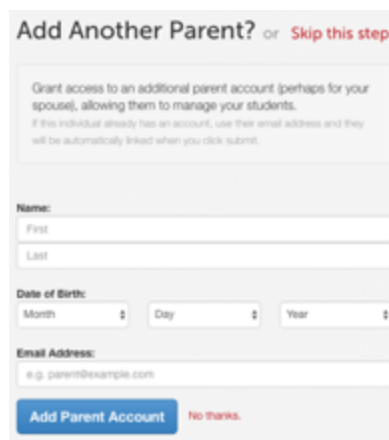 Add Another Parent? or Skip this step
Grant access to an additional parent account (perhaps for your
spouse), allowing them to manage your students.
If this individual already has an account, use their email address and they
will be automatically linked when you click submit.
Name:
First
Last
Date of Birth:
Month Day Year
Email Address:
e.g. parent@example.com
Add Parent Account No thanks.